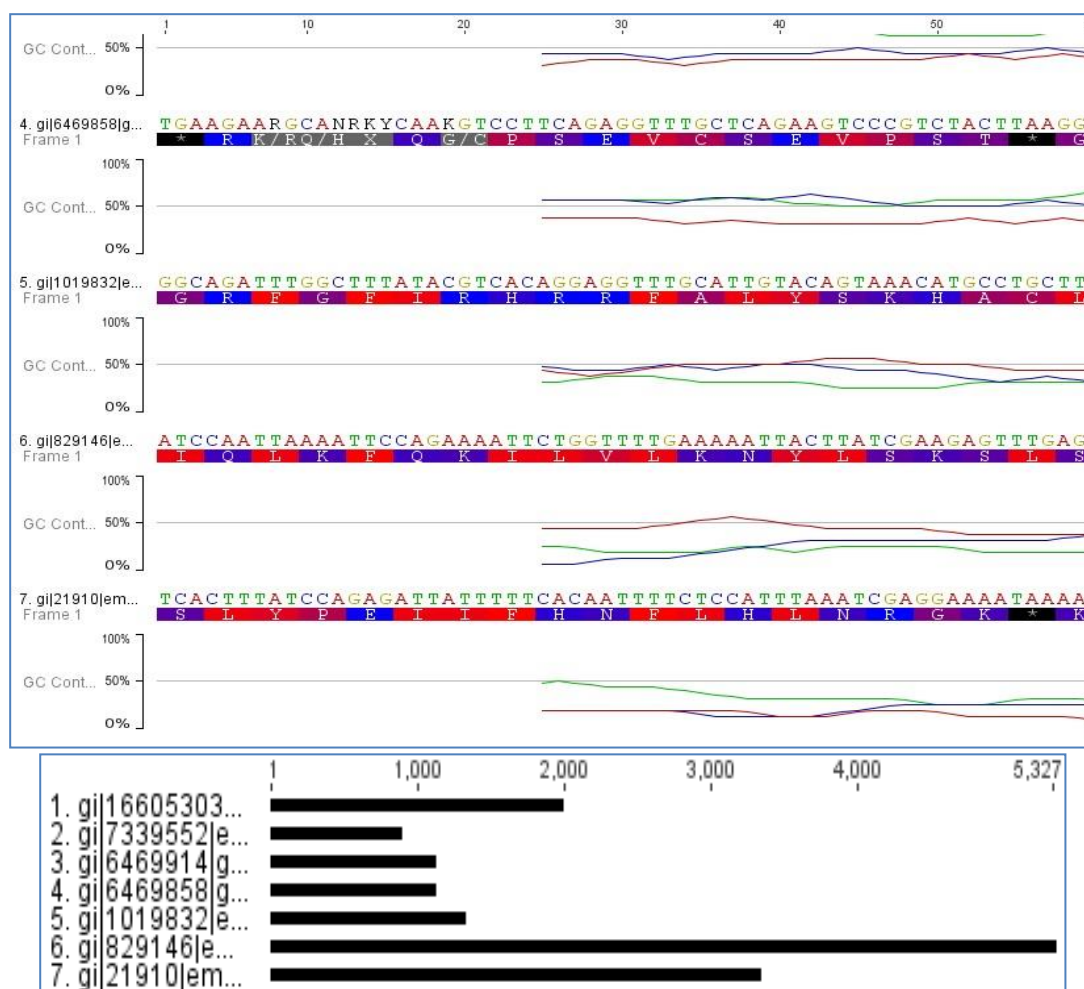 1 10 20 30 40 50
GC Cont... 50%
0%
4. gi|6469858|g... TGAAGAARGCANRKYCAAKGTCCTTCAGAGGTTTGCTCAGAAGTCCCGTCTACTTAAGG
Frame 1 * R K/RQ/H X Q G/C P S E V C S E V P S T * G
100%
GC Cont... 50%
0%
5. gi|1019832|e... GGCAGATTTGGCTTTATACGTCACAGGAGGTTTGCATTGTACAGTAAACATGCCTGCTT
Frame 1 G R F G F I R H R R F A L Y S K H A C L
100%
GC Cont... 50%
0%
6. gi|829146|e... ATCCAATTAAAATTCCAGAAAATTCTGGTTTTGAAAAATTACTTATCGAAGAGTTTGAG
Frame 1 I Q L K F Q K I L V L K N Y L S K S L S
100%
GC Cont... 50%
0%
7. gi|21910|em... TCACTTTATCCAGAGATTATTTTTCACAATTTTCTCCATTTAAATCGAGGAAAATAAAA
Frame 1 S L Y P E I I F H N F L H L N R G K * K
100%
GC Cont... 50%
0%
1 1,000 2,000 3,000 4,000 5,327
1. gi|16605303...
2. gi|7339552|e...
3. gi|6469914|g...
4. gi|6469858|g...
5. gi|1019832|e...
6. gi|829146|e...
7. gi|21910|em...